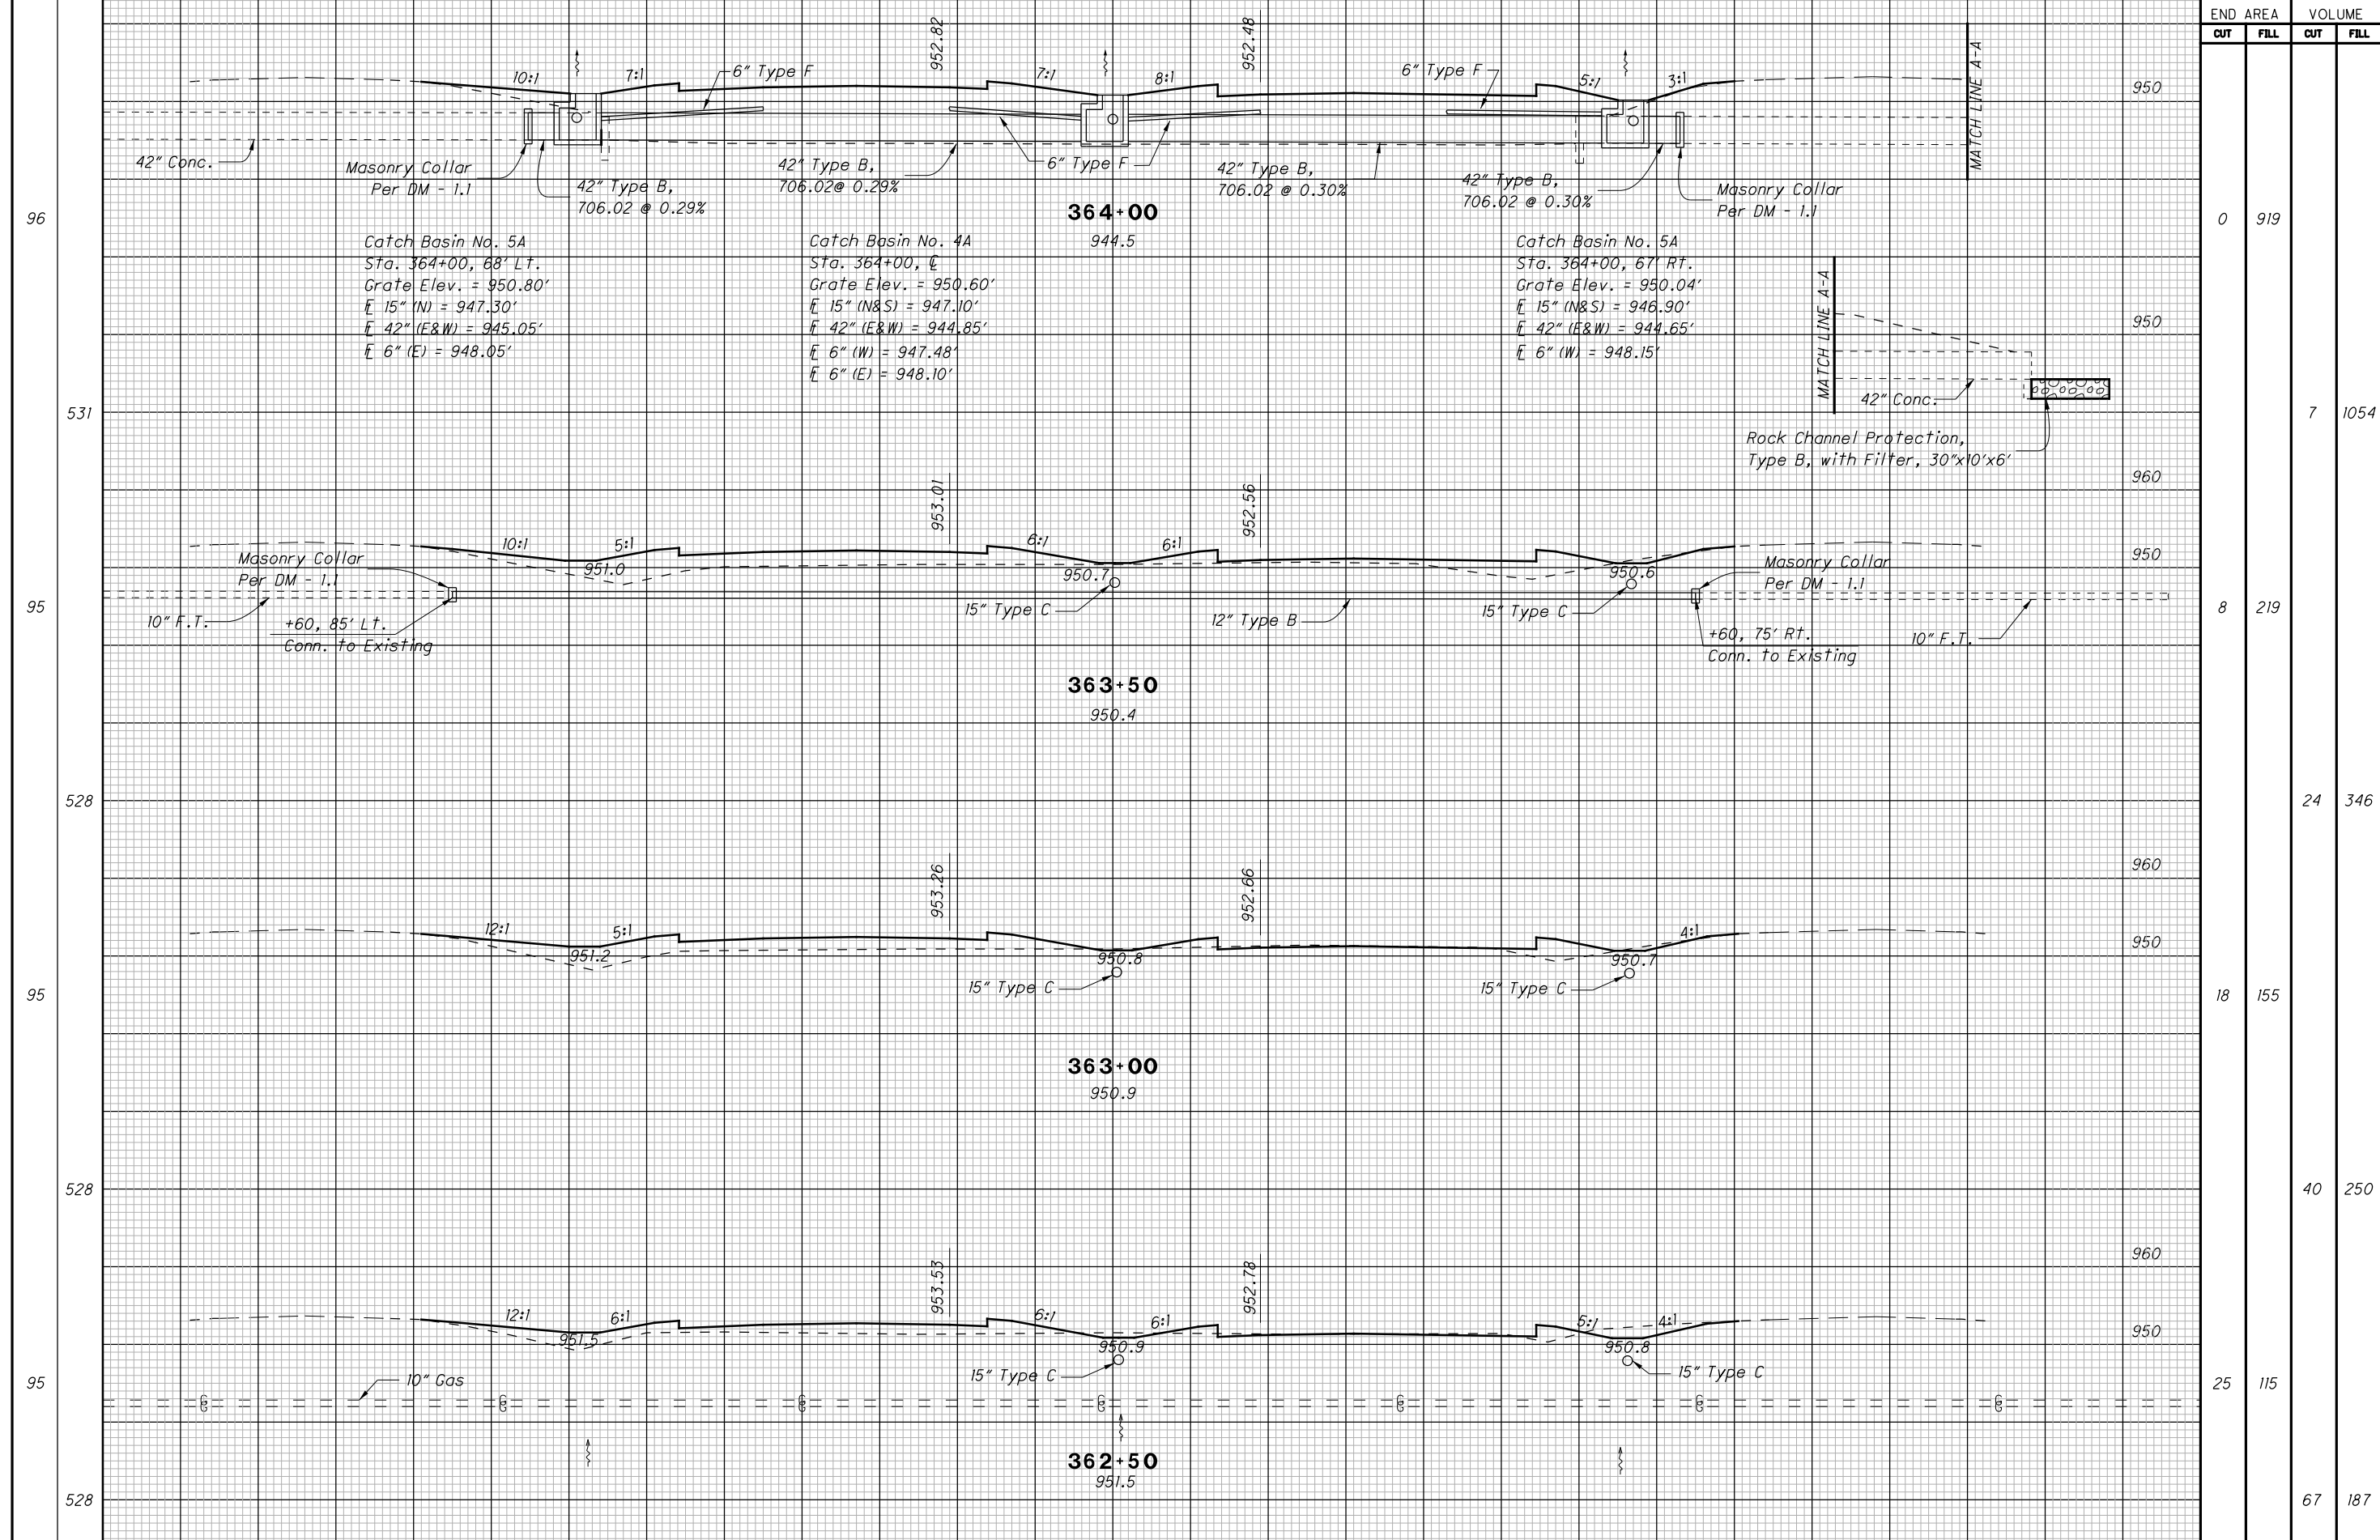 END AREA
VOLUME
CUT
FILL
CUT
FILL
952.82
952.48
MATCH LINE A-A
10:1
7:1
6" Type F
7:1
8:1
6" Type F
5:1
3:1
950
42" Conc.
Masonry Collar
Per DM - 1.1
42" Type B,
706.02 @ 0.29%
42" Type B,
706.02@ 0.29%
6" Type F
42" Type B,
706.02 @ 0.30%
42" Type B,
706.02 @ 0.30%
Masonry Collar
Per DM - 1.1
96
364+00
944.5
0
919
Catch Basin No. 5A
Sta. 364+00, 68' Lt.
Grate Elev. = 950.80'
℄ 15" (N) = 947.30'
℄ 42" (E&W) = 945.05'
℄ 6" (E) = 948.05'
Catch Basin No. 4A
Sta. 364+00, ℄
Grate Elev. = 950.60'
℄ 15" (N&S) = 947.10'
℄ 42" (E&W) = 944.85'
℄ 6" (W) = 947.48'
℄ 6" (E) = 948.10'
Catch Basin No. 5A
Sta. 364+00, 67' Rt.
Grate Elev. = 950.04'
℄ 15" (N&S) = 946.90'
℄ 42" (E&W) = 944.65'
℄ 6" (W) = 948.15'
MATCH LINE A-A
950
42" Conc.
531
7
1054
Rock Channel Protection,
Type B, with Filter, 30"x10'x6'
960
953.01
952.56
10:1
5:1
6:1
6:1
950
Masonry Collar
Per DM - 1.1
951.0
950.7
950.6
Masonry Collar
Per DM - 1.1
95
10" F.T.
+60, 85' Lt.
Conn. to Existing
15" Type C
12" Type B
15" Type C
+60, 75' Rt.
Conn. to Existing
10" F.T.
8
219
363+50
950.4
528
24
346
960
953.26
952.66
12:1
5:1
4:1
950
951.2
950.8
950.7
15" Type C
15" Type C
95
18
155
363+00
950.9
528
40
250
960
953.53
952.78
12:1
6:1
6:1
6:1
5:1
4:1
950
951.5
950.9
950.8
15" Type C
15" Type C
95
10" Gas
25
115
G G G G G G G
362+50
951.5
528
67
187